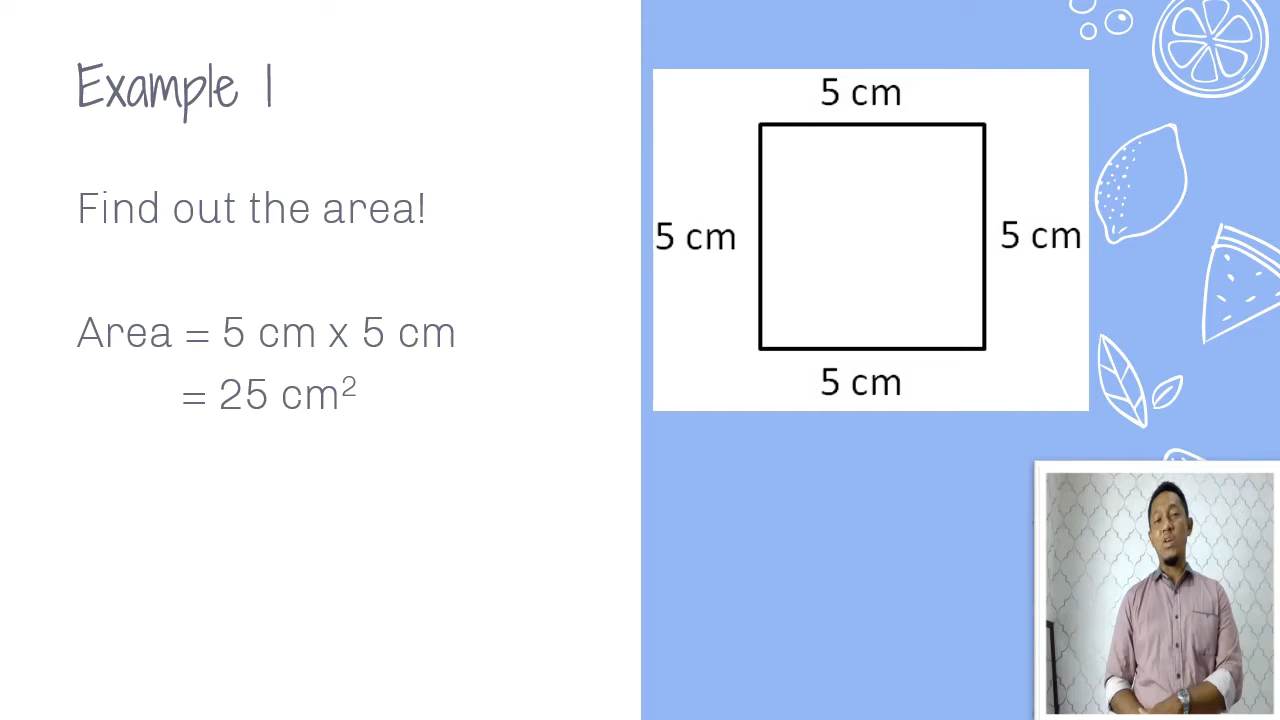 Example 1
Find out the area!
Area = 5 cm x 5 cm
= 25 cm²
5 cm
5 cm
5 cm
5 cm